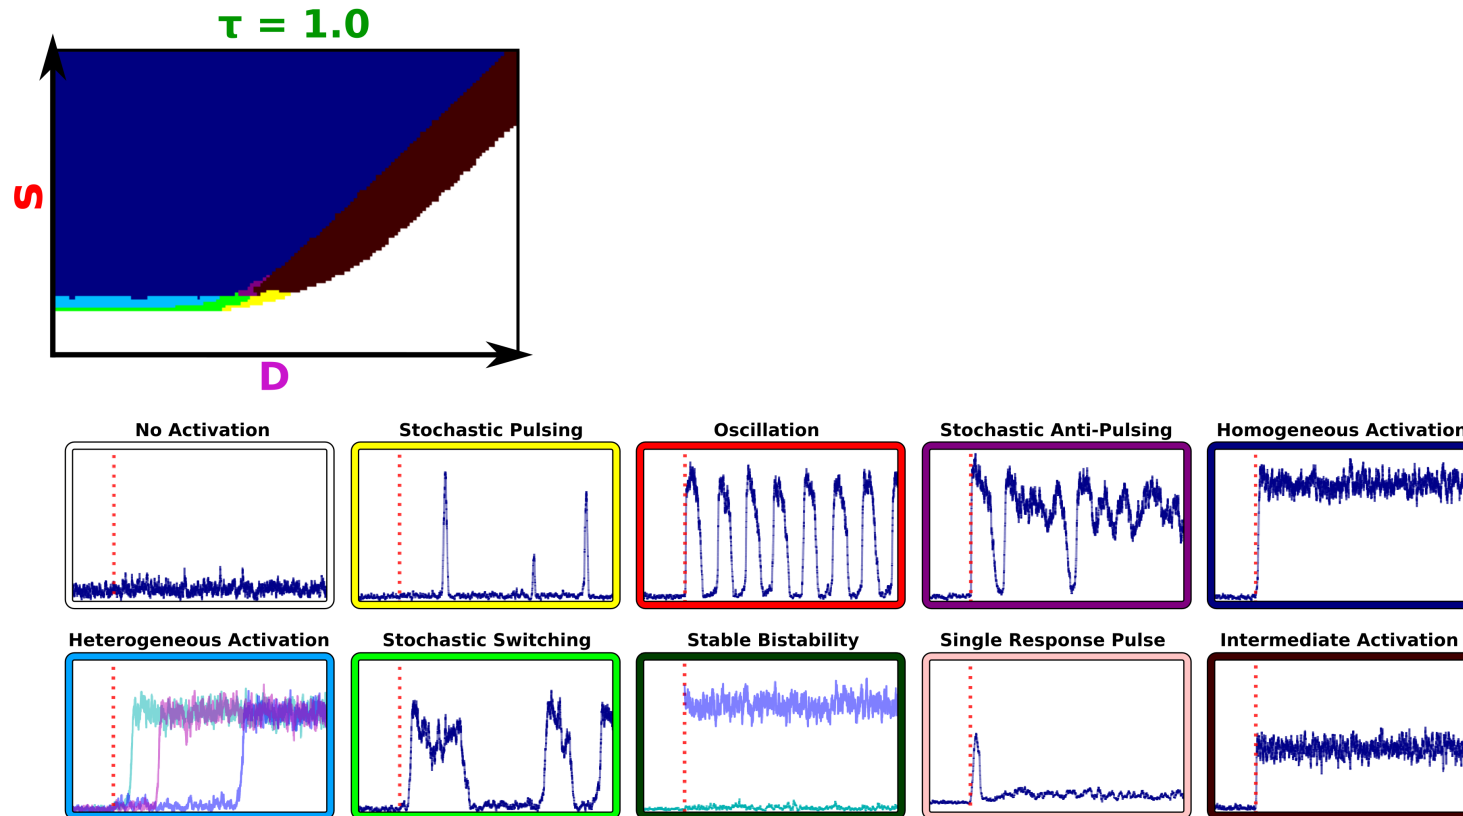 τ = 1.0
S
D
No Activation
Stochastic Pulsing
Oscillation
Stochastic Anti-Pulsing
Homogeneous Activation
Heterogeneous Activation
Stochastic Switching
Stable Bistability
Single Response Pulse
Intermediate Activation